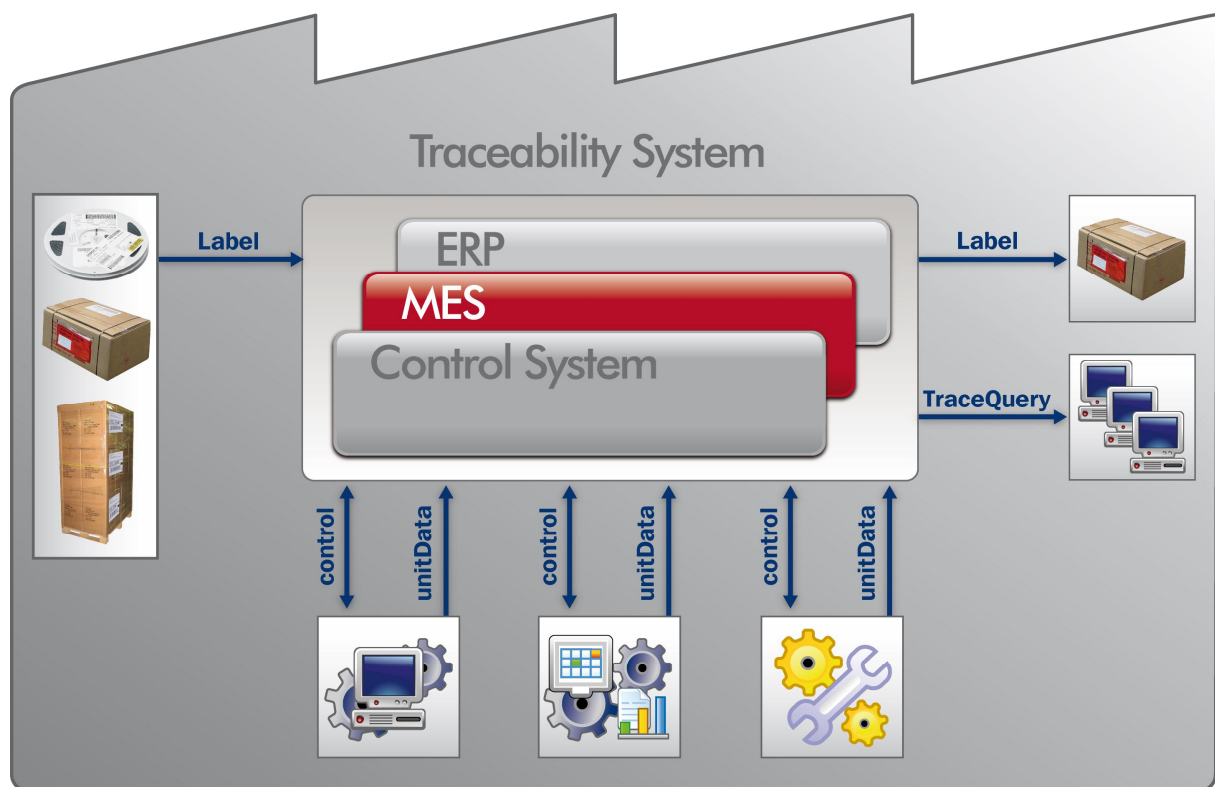 Traceability System
Label
ERP
Label
MES
Control System
TraceQuery
control
unitData
control
unitData
control
unitData